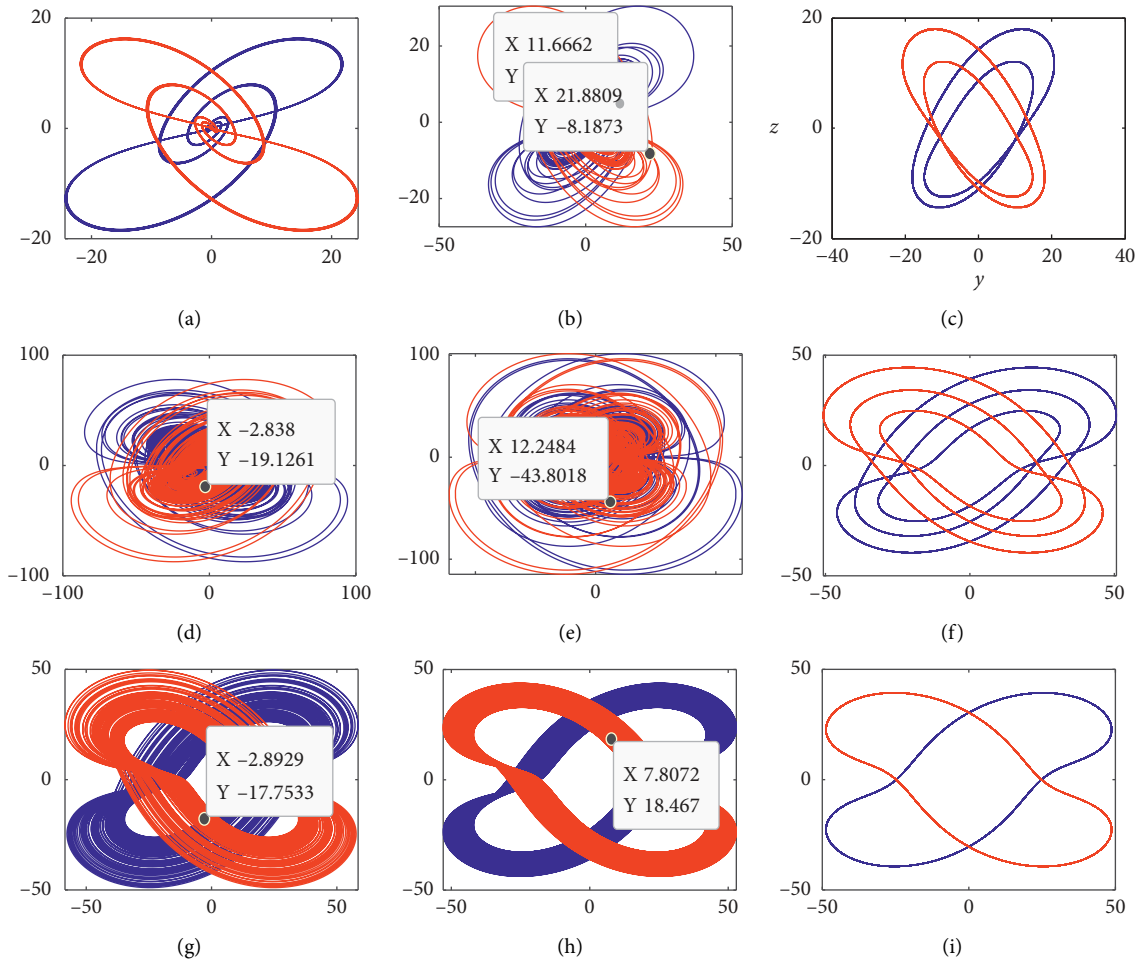 20
10
0
–10
–20
–20
0
20
(a)
X 11.6662
Y
X 21.8809
Y –8.1873
20
0
–20
–50
0
50
(b)
20
z
0
20
–40
–20
0
20
40
y
(c)
100
0
–100
X –2.838
Y –19.1261
–100
0
100
(d)
100
0
–100
X 12.2484
Y –43.8018
0
(e)
50
0
–50
–50
0
50
(f)
50
0
–50
X –2.8929
Y –17.7533
–50
0
50
(g)
50
0
–50
X 7.8072
Y 18.467
–50
0
50
(h)
50
0
–50
–50
0
50
(i)